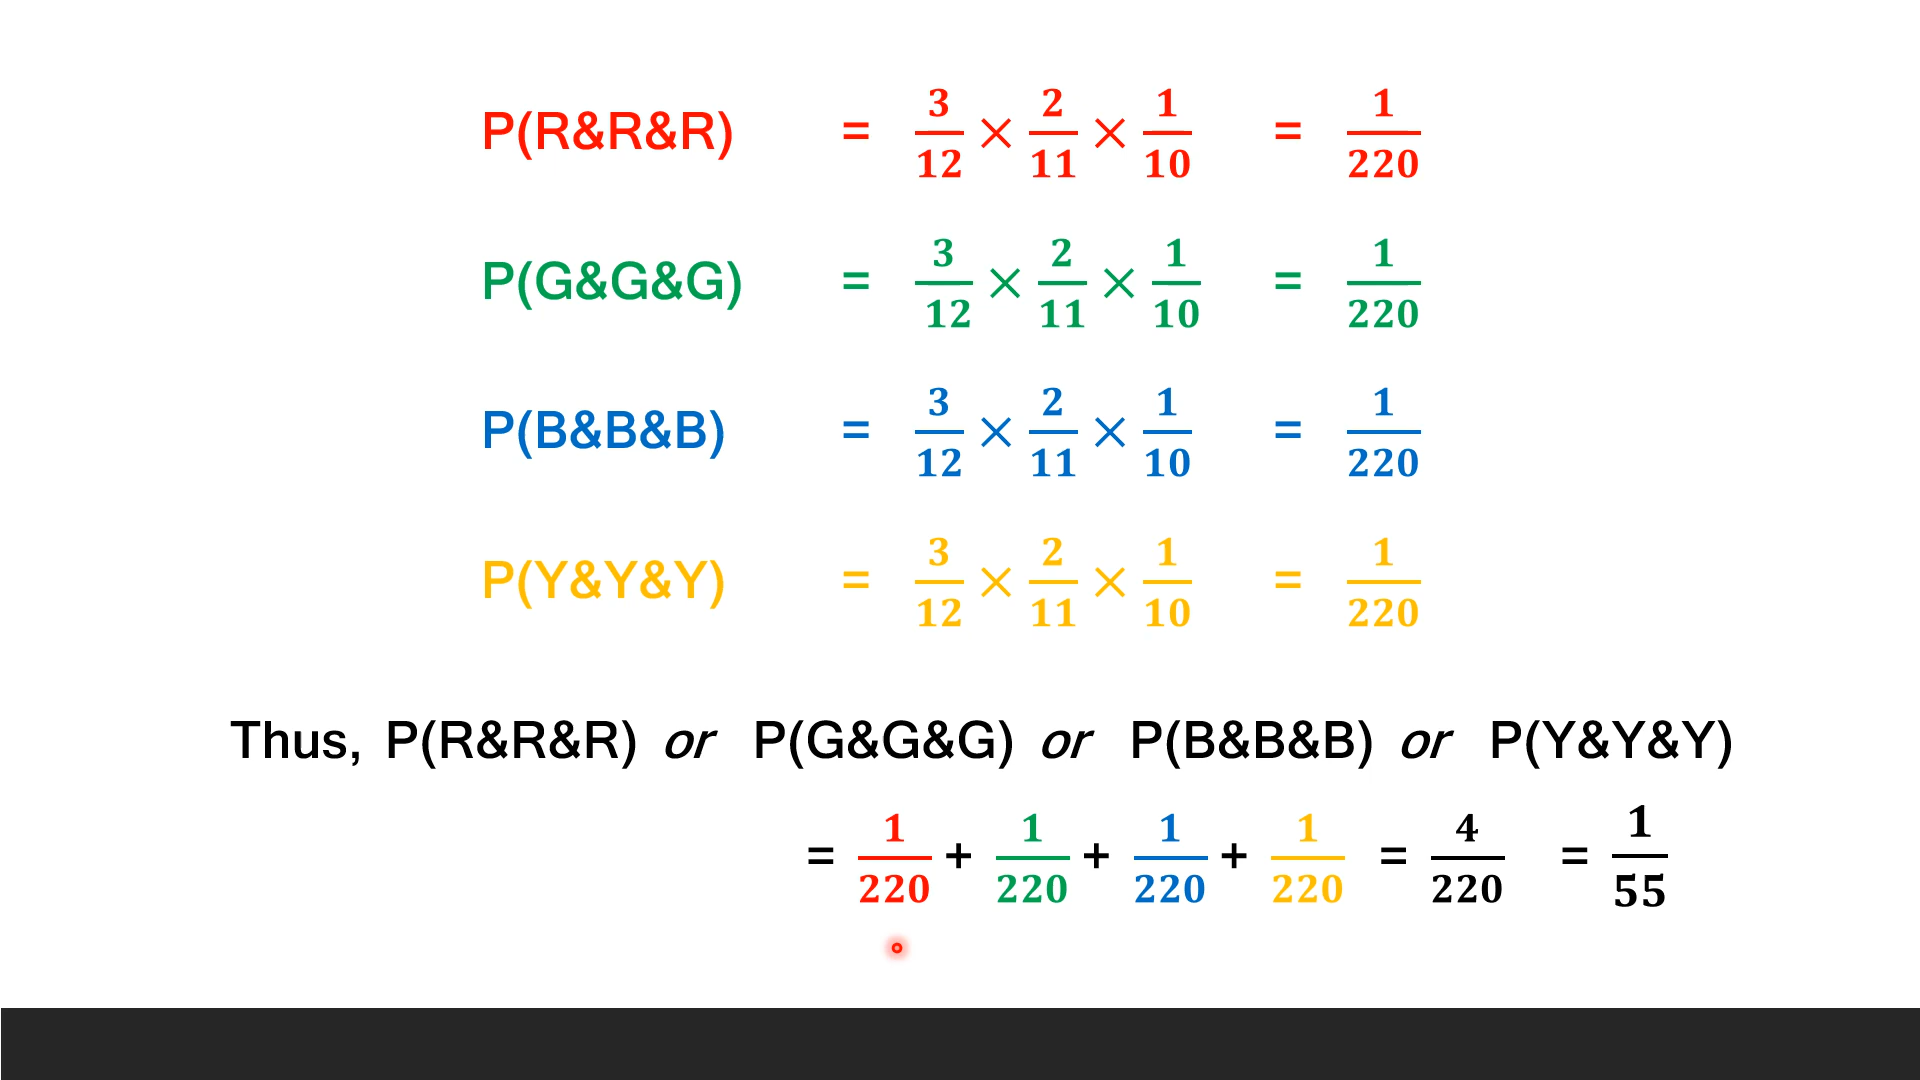 P(R&R&R) = 3/12 × 2/11 × 1/10 = 1/220
P(G&G&G) = 3/12 × 2/11 × 1/10 = 1/220
P(B&B&B) = 3/12 × 2/11 × 1/10 = 1/220
P(Y&Y&Y) = 3/12 × 2/11 × 1/10 = 1/220
Thus, P(R&R&R) or P(G&G&G) or P(B&B&B) or P(Y&Y&Y)
= 1/220 + 1/220 + 1/220 + 1/220 = 4/220 = 1/55